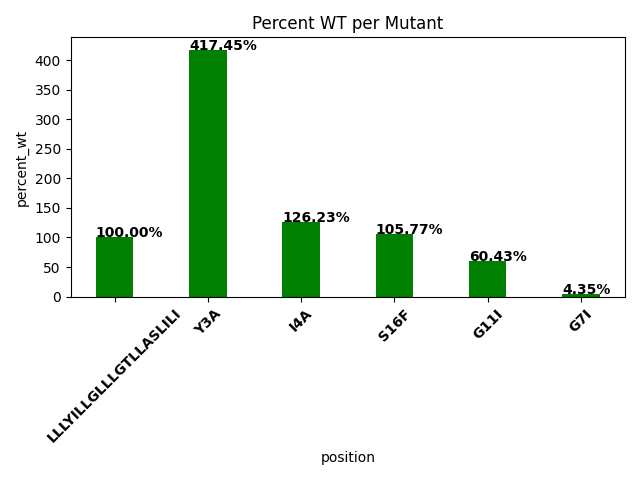 Percent WT per Mutant
percent_wt
400
350
300
250
200
150
100
50
0
100.00%
417.45%
126.23%
105.77%
60.43%
4.35%
LLLYILLGLLLGTLLASLILI
Y3A
I4A
S16F
G11I
G7I
position